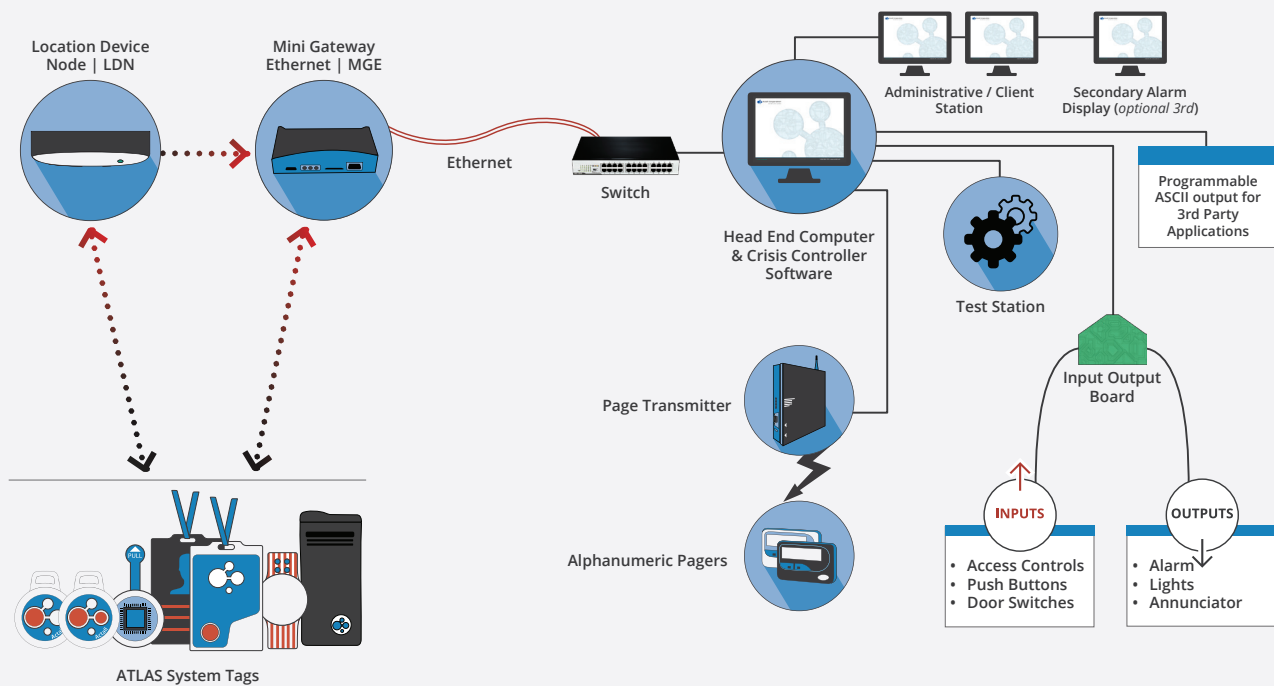 Location Device
Node | LDN
Mini Gateway
Ethernet | MGE
Ethernet
Switch
Head End Computer
& Crisis Controller
Software
Administrative / Client
Station
Secondary Alarm
Display (optional 3rd)
Programmable
ASCII output for
3rd Party
Applications
Test Station
Input Output
Board
Page Transmitter
Alphanumeric Pagers
INPUTS
• Access Controls
• Push Buttons
• Door Switches
OUTPUTS
• Alarm
• Lights
• Annunciator
PULL
ATLAS System Tags